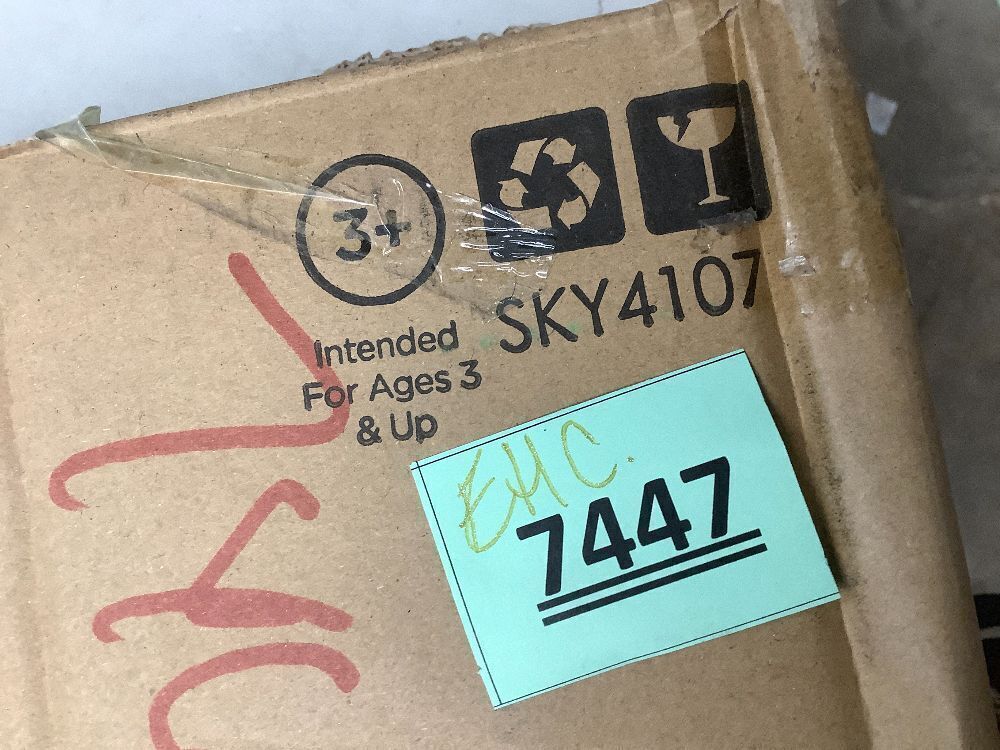 3+
Intended
For Ages 3
& Up
SKY4107
EHC.
7447